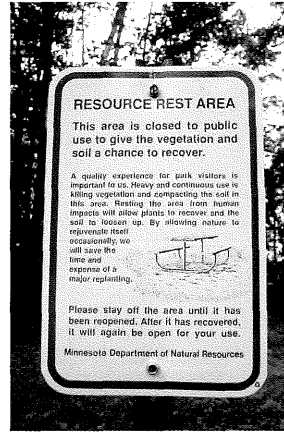 RESOURCE REST AREA
This area is closed to public
use to give the vegetation and
soil a chance to recover.
A quality experience for park visitors is
important to us. Heavy and continuous use is
killing vegetation and compacting the soil in
this area. Resting the area from human
impacts will allow plants to recover and the
soil to loosen up. By allowing nature to
rejuvenate itself
occasionally, we
will save the
time and
expense of a
major replanting.
Please stay off the area until it has
been reopened. After it has recovered,
it will again be open for your use.
Minnesota Department of Natural Resources